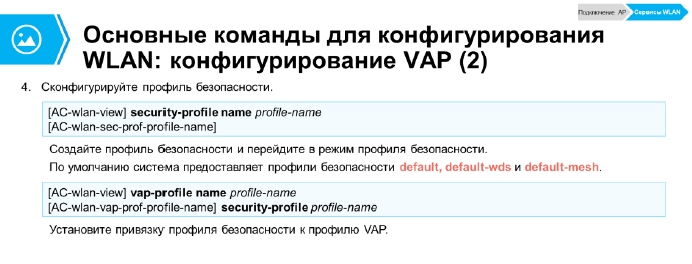 Подключение AP
Сервисы WLAN
Основные команды для конфигурирования
WLAN: конфигурирование VAP (2)
4. Сконфигурируйте профиль безопасности.
[AC-wlan-view] security-profile name profile-name
[AC-wlan-sec-prof-profile-name]
Создайте профиль безопасности и перейдите в режим профиля безопасности.
По умолчанию система предоставляет профили безопасности default, default-wds и default-mesh.
[AC-wlan-view] vap-profile name profile-name
[AC-wlan-vap-prof-profile-name] security-profile profile-name
Установите привязку профиля безопасности к профилю VAP.